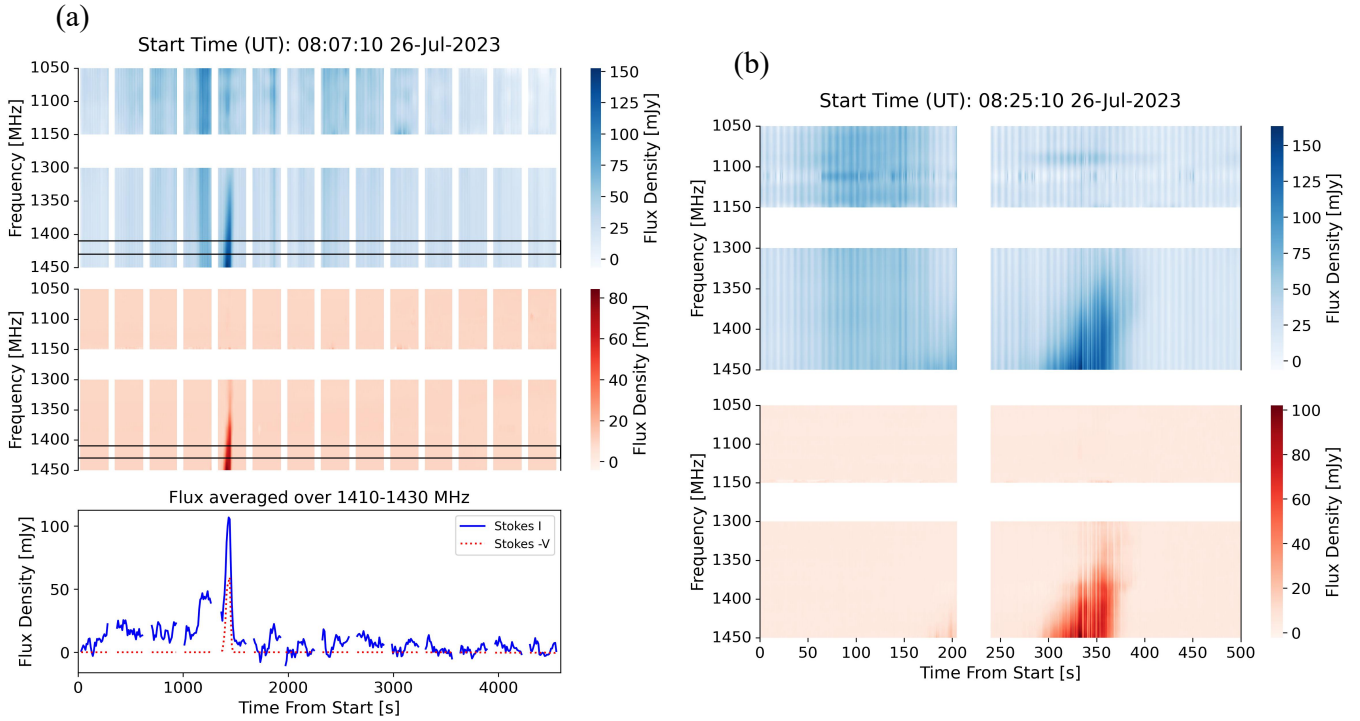 (a)
Start Time (UT): 08:07:10 26-Jul-2023
1050
1100
1150
1300
1350
1400
1450
Frequency [MHz]
150
125
100
75
50
25
0
Flux Density [mJy]
1050
1100
1150
1300
1350
1400
1450
Frequency [MHz]
80
60
40
20
0
Flux Density [mJy]
Flux averaged over 1410-1430 MHz
100
50
0
Flux Density [mJy]
Stokes I
Stokes -V
0 1000 2000 3000 4000
Time From Start [s]
(b)
Start Time (UT): 08:25:10 26-Jul-2023
1050
1100
1150
1300
1350
1400
1450
Frequency [MHz]
150
125
100
75
50
25
0
Flux Density [mJy]
1050
1100
1150
1300
1350
1400
1450
Frequency [MHz]
100
80
60
40
20
0
Flux Density [mJy]
0 50 100 150 200 250 300 350 400 450 500
Time From Start [s]